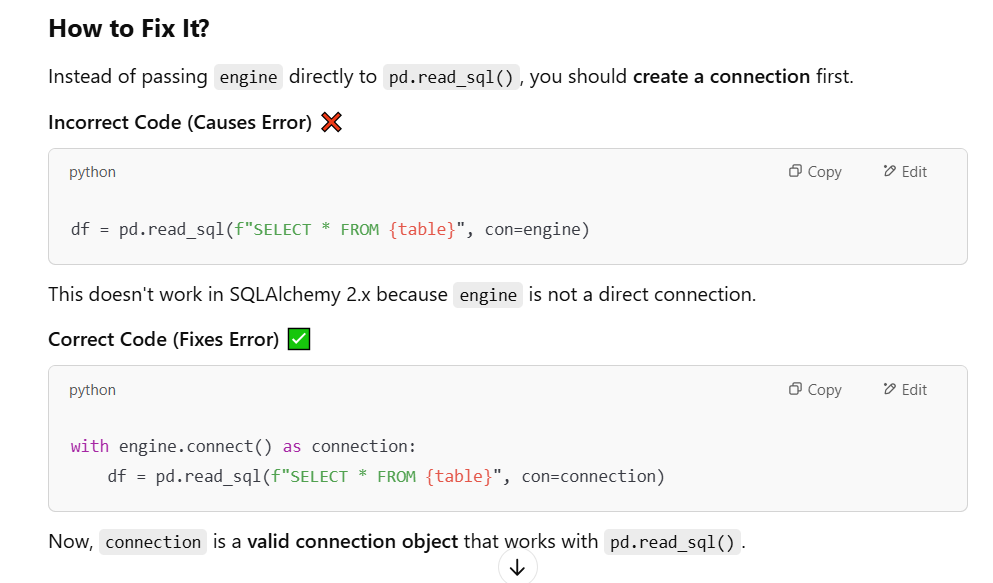 How to Fix It?
Instead of passing engine directly to pd.read_sql(), you should create a connection first.
Incorrect Code (Causes Error) ❌
python Copy Edit
df = pd.read_sql(f"SELECT * FROM {table}", con=engine)
This doesn't work in SQLAlchemy 2.x because engine is not a direct connection.
Correct Code (Fixes Error) ✅
python Copy Edit
with engine.connect() as connection:
    df = pd.read_sql(f"SELECT * FROM {table}", con=connection)
Now, connection is a valid connection object that works with pd.read_sql().